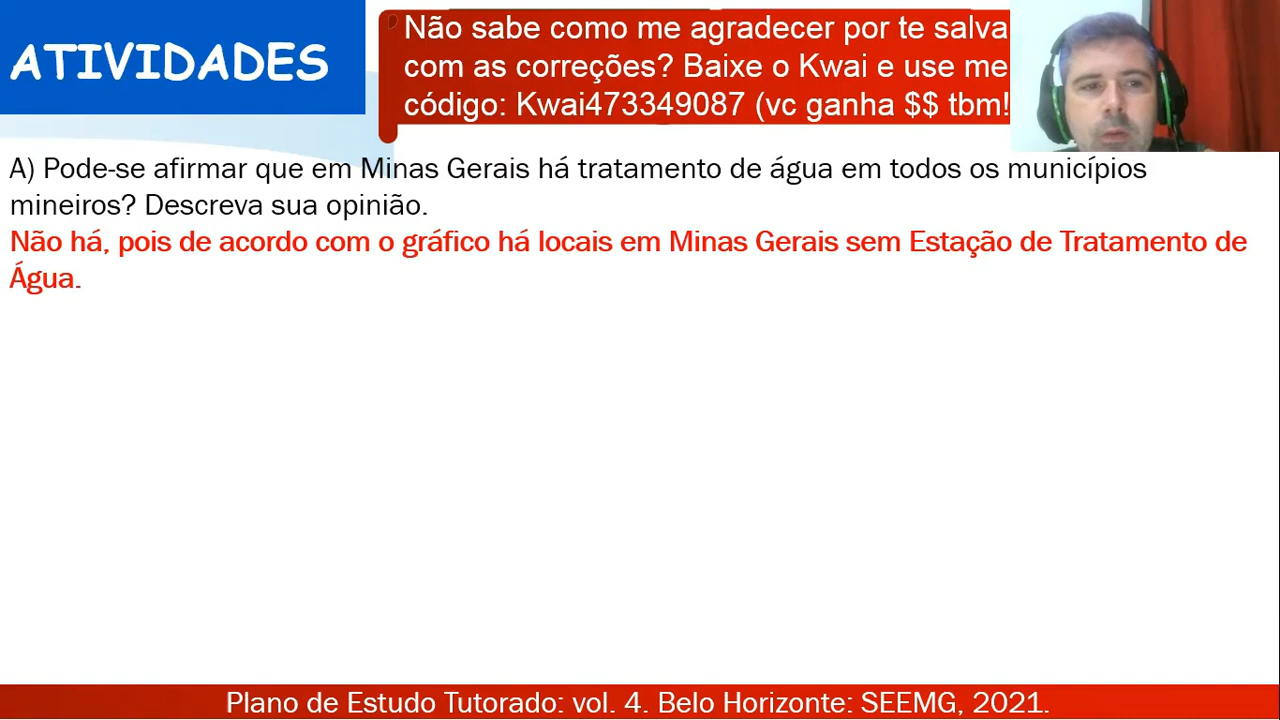 ATIVIDADES
Não sabe como me agradecer por te salva
com as correções? Baixe o Kwai e use me
código: Kwai473349087 (vc ganha $$ tbm!
A) Pode-se afirmar que em Minas Gerais há tratamento de água em todos os municípios
mineiros? Descreva sua opinião.
Não há, pois de acordo com o gráfico há locais em Minas Gerais sem Estação de Tratamento de
Água.
Plano de Estudo Tutorado: vol. 4. Belo Horizonte: SEEMG, 2021.